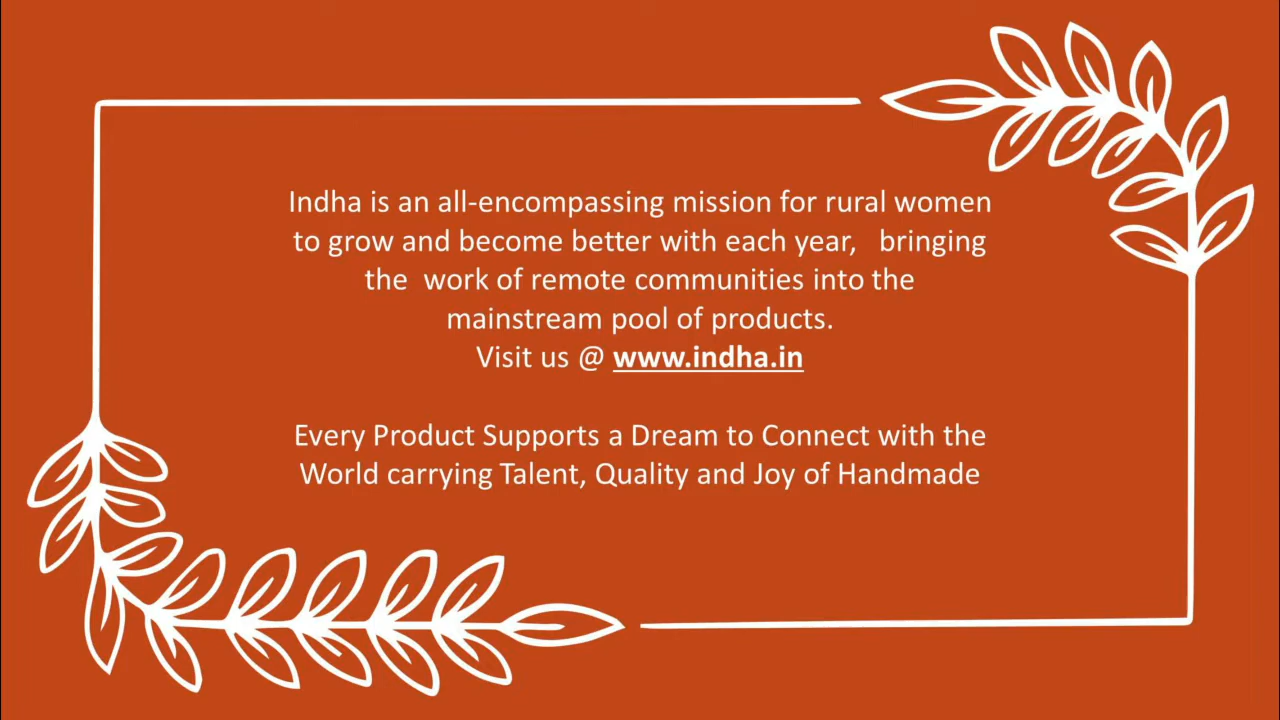 Indha is an all-encompassing mission for rural women
to grow and become better with each year,   bringing
the  work of remote communities into the
mainstream pool of products.
Visit us @ www.indha.in
Every Product Supports a Dream to Connect with the
World carrying Talent, Quality and Joy of Handmade